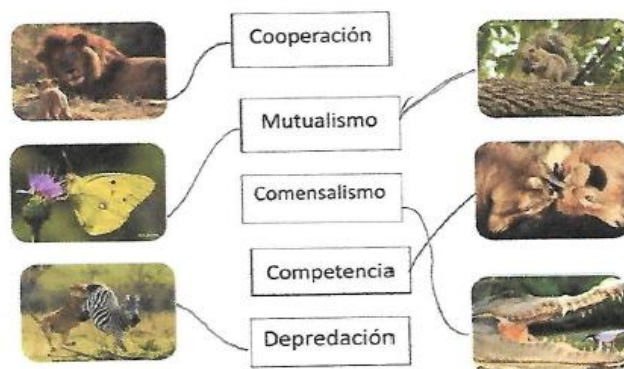 Cooperación
Mutualismo
Comensalismo
Competencia
Depredación